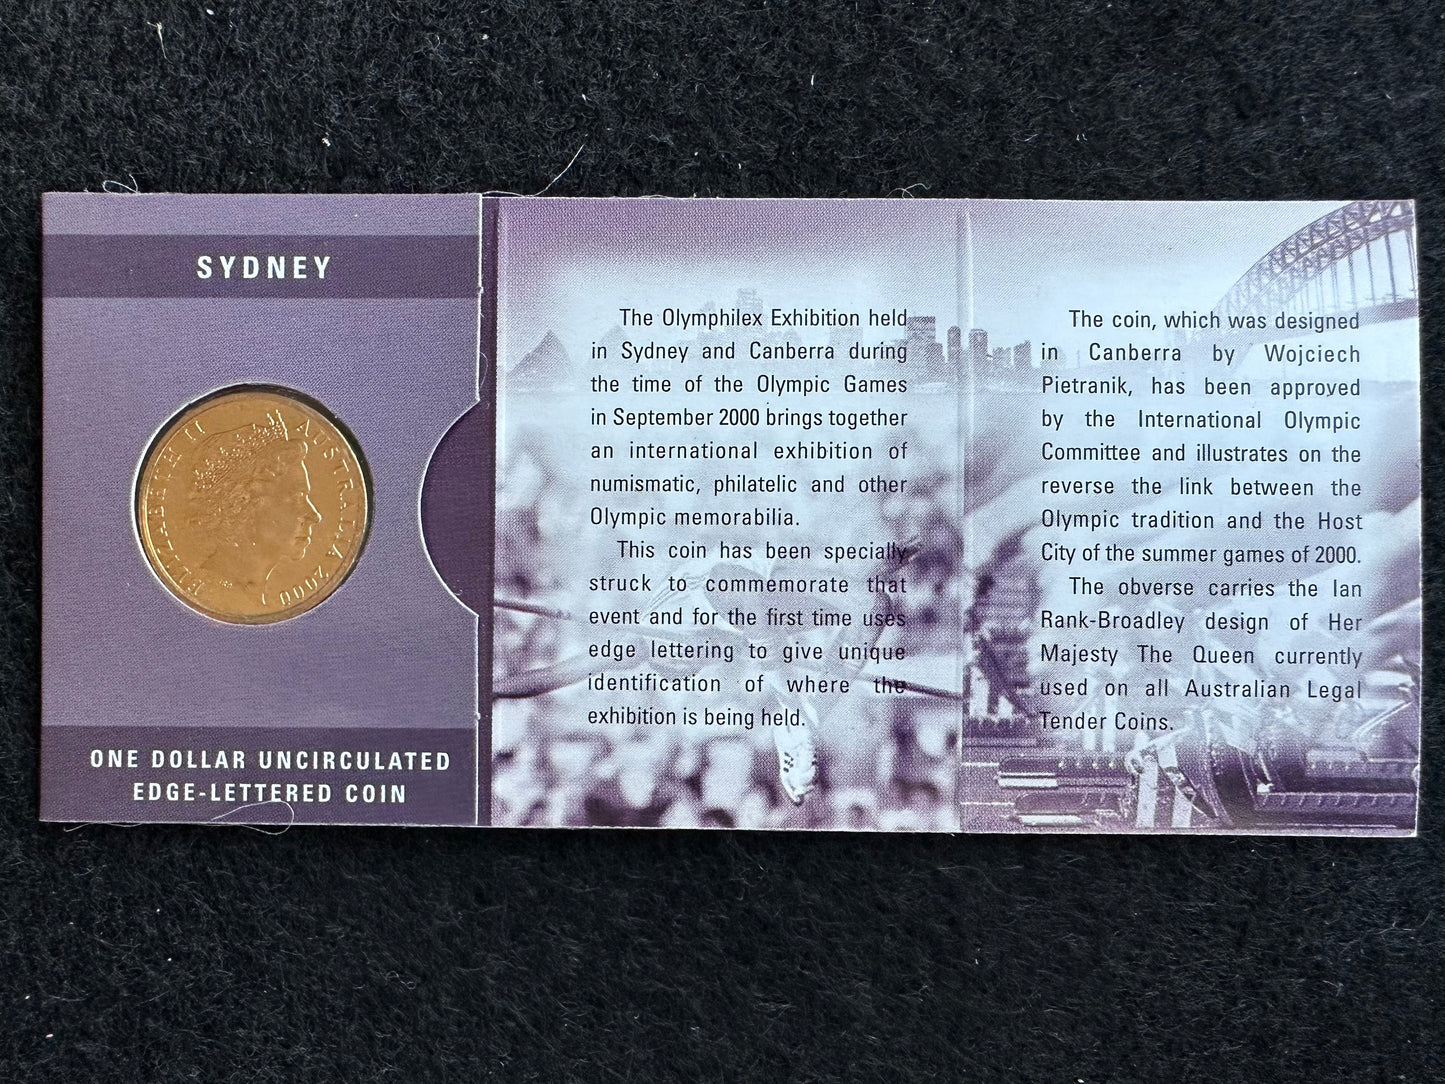 SYDNEY
ELIZABETH II AUSTRALIA 2000
ONE DOLLAR UNCIRCULATED
EDGE-LETTERED COIN
The Olymphilex Exhibition held
in Sydney and Canberra during
the time of the Olympic Games
in September 2000 brings together
an international exhibition of
numismatic, philatelic and other
Olympic memorabilia.
This coin has been specially
struck to commemorate that
event and for the first time uses
edge lettering to give unique
identification of where the
exhibition is being held.
The coin, which was designed
in Canberra by Wojciech
Pietranik, has been approved
by the International Olympic
Committee and illustrates on the
reverse the link between the
Olympic tradition and the Host
City of the summer games of 2000.
The obverse carries the Ian
Rank-Broadley design of Her
Majesty The Queen currently
used on all Australian Legal
Tender Coins.